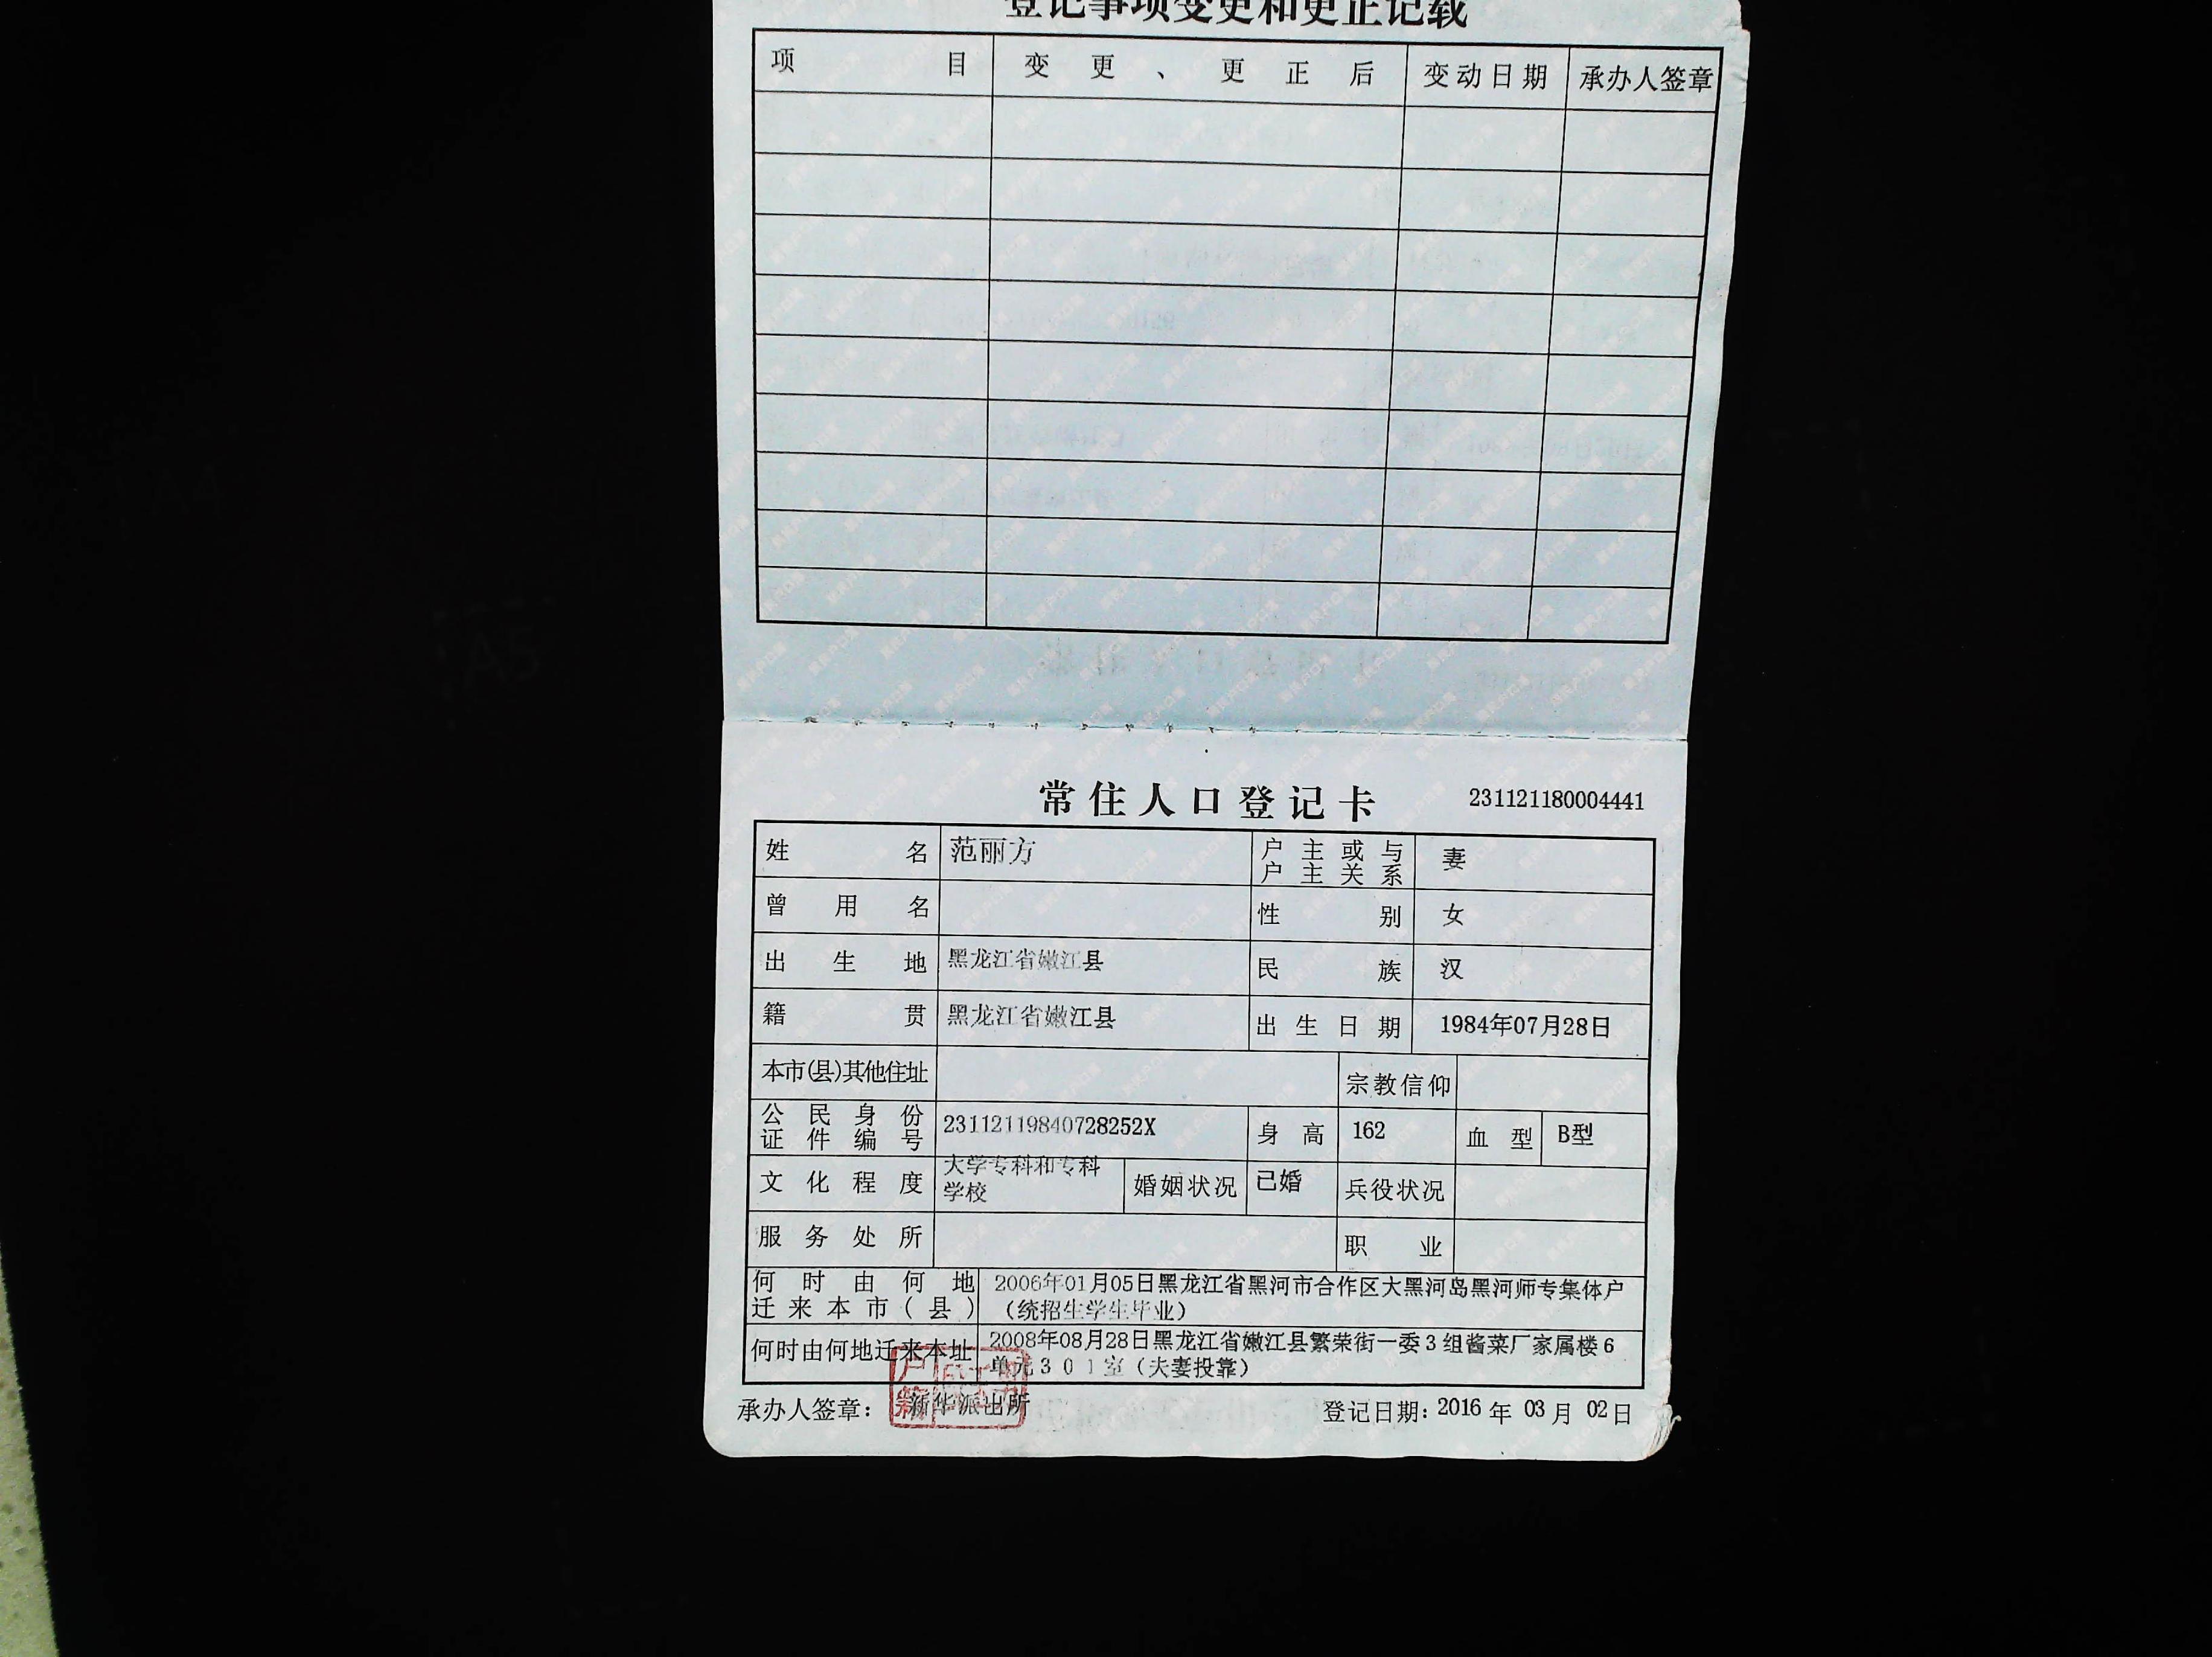 登记事项变更和更正记载
项目 变更、更正后 变动日期 承办人签章
常住人口登记卡 231121180004441
姓名 范丽方 户主或与户主关系 妻
曾用名 性别 女
出生地 黑龙江省嫩江县 民族 汉
籍贯 黑龙江省嫩江县 出生日期 1984年07月28日
本市(县)其他住址 宗教信仰
公民身份证件编号 23112119840728252X 身高 162 血型 B型
文化程度 大学专科和专科学校 婚姻状况 已婚 兵役状况
服务处所 职业
何时由何地迁来本市(县) 2006年01月05日黑龙江省黑河市合作区大黑河岛黑河师专集体户
（统招生学生毕业）
何时由何地迁来本址 2008年08月28日黑龙江省嫩江县繁荣街一委3组酱菜厂家属楼6
单元301室（夫妻投靠）
承办人签章： 新华派出所 登记日期：2016年03月02日